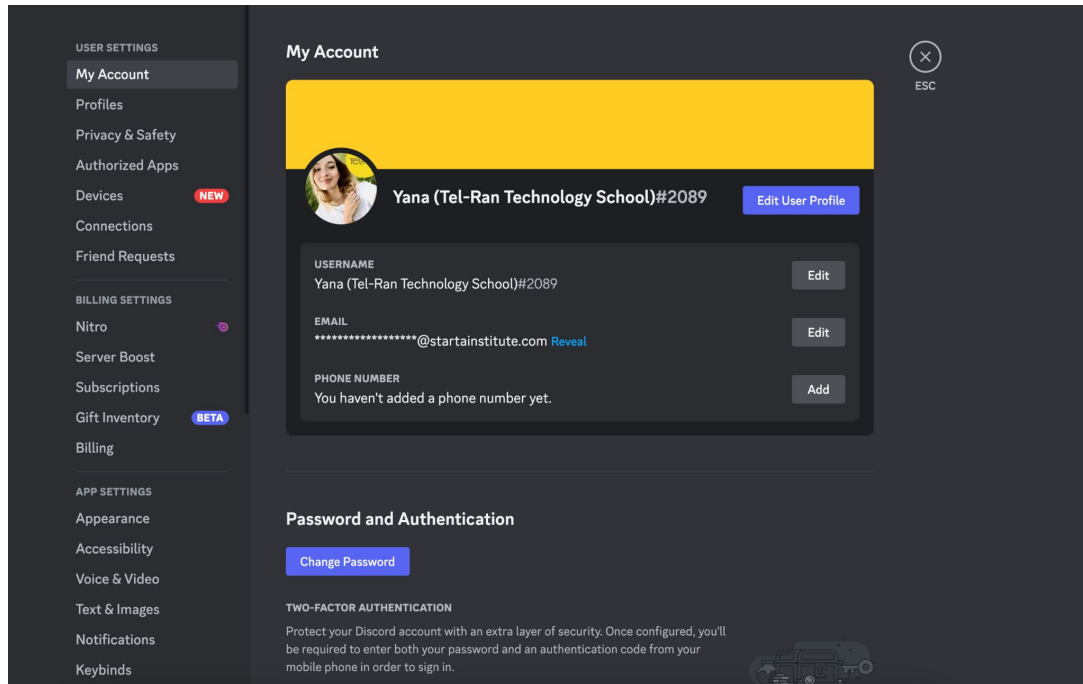 USER SETTINGS
My Account
Profiles
Privacy & Safety
Authorized Apps
Devices NEW
Connections
Friend Requests
BILLING SETTINGS
Nitro
Server Boost
Subscriptions
Gift Inventory BETA
Billing
APP SETTINGS
Appearance
Accessibility
Voice & Video
Text & Images
Notifications
Keybinds
My Account
ESC
Yana (Tel-Ran Technology School)#2089
Edit User Profile
USERNAME
Yana (Tel-Ran Technology School)#2089
Edit
EMAIL
******************@startainstitute.com Reveal
Edit
PHONE NUMBER
You haven't added a phone number yet.
Add
Password and Authentication
Change Password
TWO-FACTOR AUTHENTICATION
Protect your Discord account with an extra layer of security. Once configured, you'll
be required to enter both your password and an authentication code from your
mobile phone in order to sign in.